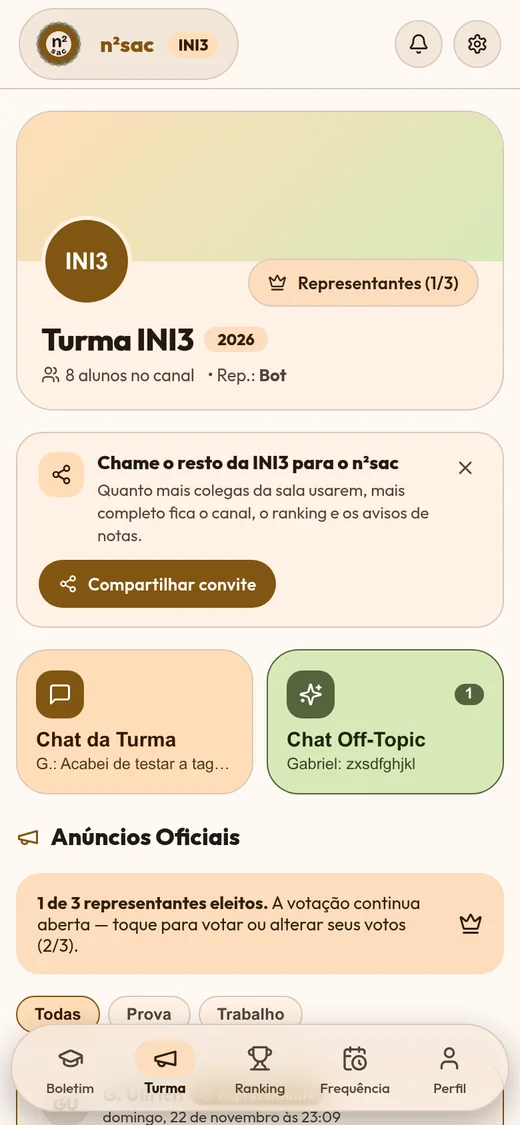 n²
sac
n²sac INI3
INI3
Representantes (1/3)
Turma INI3 2026
8 alunos no canal • Rep.: Bot
Chame o resto da INI3 para o n²sac
Quanto mais colegas da sala usarem, mais
completo fica o canal, o ranking e os avisos de
notas.
Compartilhar convite
1
Chat da Turma
G.: Acabei de testar a tag…
Chat Off-Topic
Gabriel: zxsdfghjkl
Anúncios Oficiais
1 de 3 representantes eleitos. A votação continua
aberta — toque para votar ou alterar seus votos
(2/3).
Todas Prova Trabalho
Boletim Turma Ranking Frequência Perfil
GU
G. Ullrich
domingo, 22 de novembro às 23:09